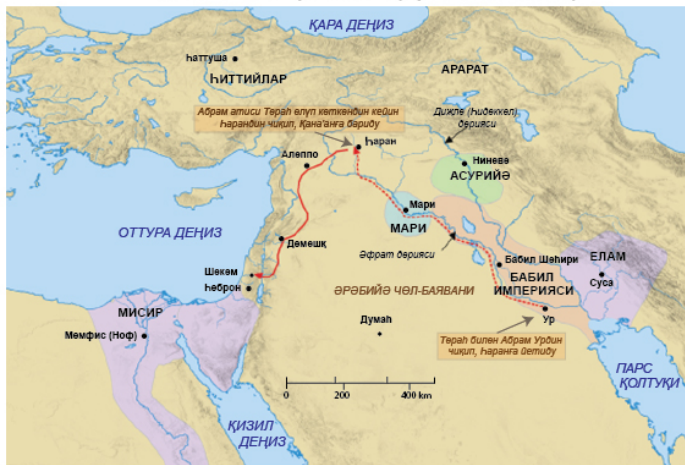 ҚАРА ДЕҢИЗ
Һаттуша
ҺИТТИЙЛАР
АРАРАТ
Абрам атиси Тәраһ өлүп кәткәндин кейин
Һарандин чиқип, Қана'анға бариду
Диҗлә (Һиддеккел)
дәрияси
Һаран
Алеппо
Ниневә
АСУРИЙӘ
ОТТУРА ДЕҢИЗ
Мари
МАРИ
Дәмәшқ
Әфрат дәрияси
Бабил Шәһири
БАБИЛ
ИМПЕРИЯСИ
ЕЛАМ
Суса
Шәкәм
Һеброн
ӘРӘБИЙӘ ЧӨЛ-БАЯВАНИ
МИСИР
Мәмфис (Ноф)
Думаһ
Ур
Тәраһ билән Абрам Урдин
чиқип, Һаранға йетиду
ПАРС
ҚОЛТУҚИ
0 200 400 km
ҚИЗИЛ
ДЕҢИЗ